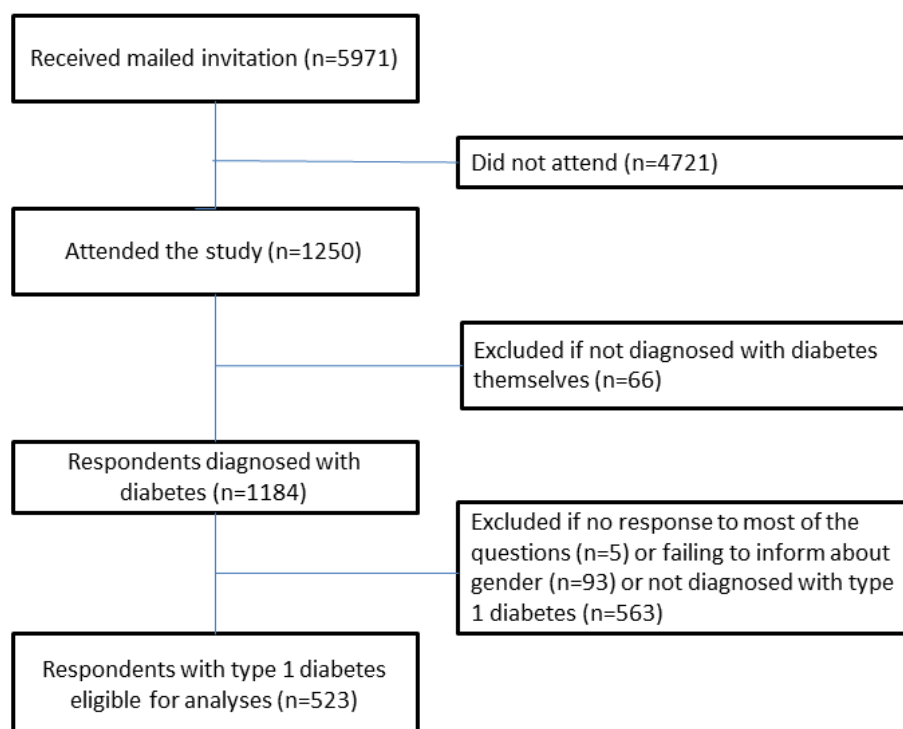 Received mailed invitation (n=5971)
Did not attend (n=4721)
Attended the study (n=1250)
Excluded if not diagnosed with diabetes
themselves (n=66)
Respondents diagnosed with
diabetes (n=1184)
Excluded if no response to most of the
questions (n=5) or failing to inform about
gender (n=93) or not diagnosed with type
1 diabetes (n=563)
Respondents with type 1 diabetes
eligible for analyses (n=523)